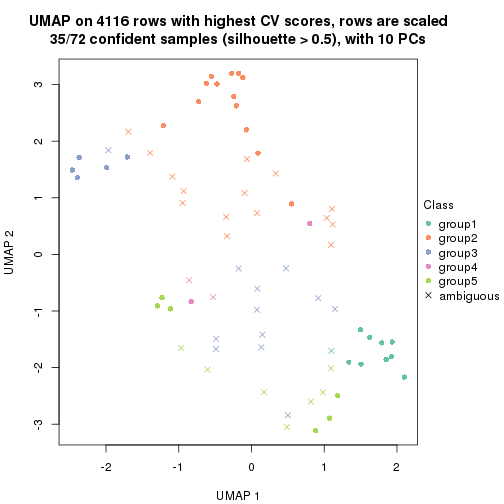 UMAP on 4116 rows with highest CV scores, rows are scaled
35/72 confident samples (silhouette > 0.5), with 10 PCs
3
2
1
0
-1
-2
-3
UMAP 2
-2
-1
0
1
2
UMAP 1
Class
group1
group2
group3
group4
group5
ambiguous